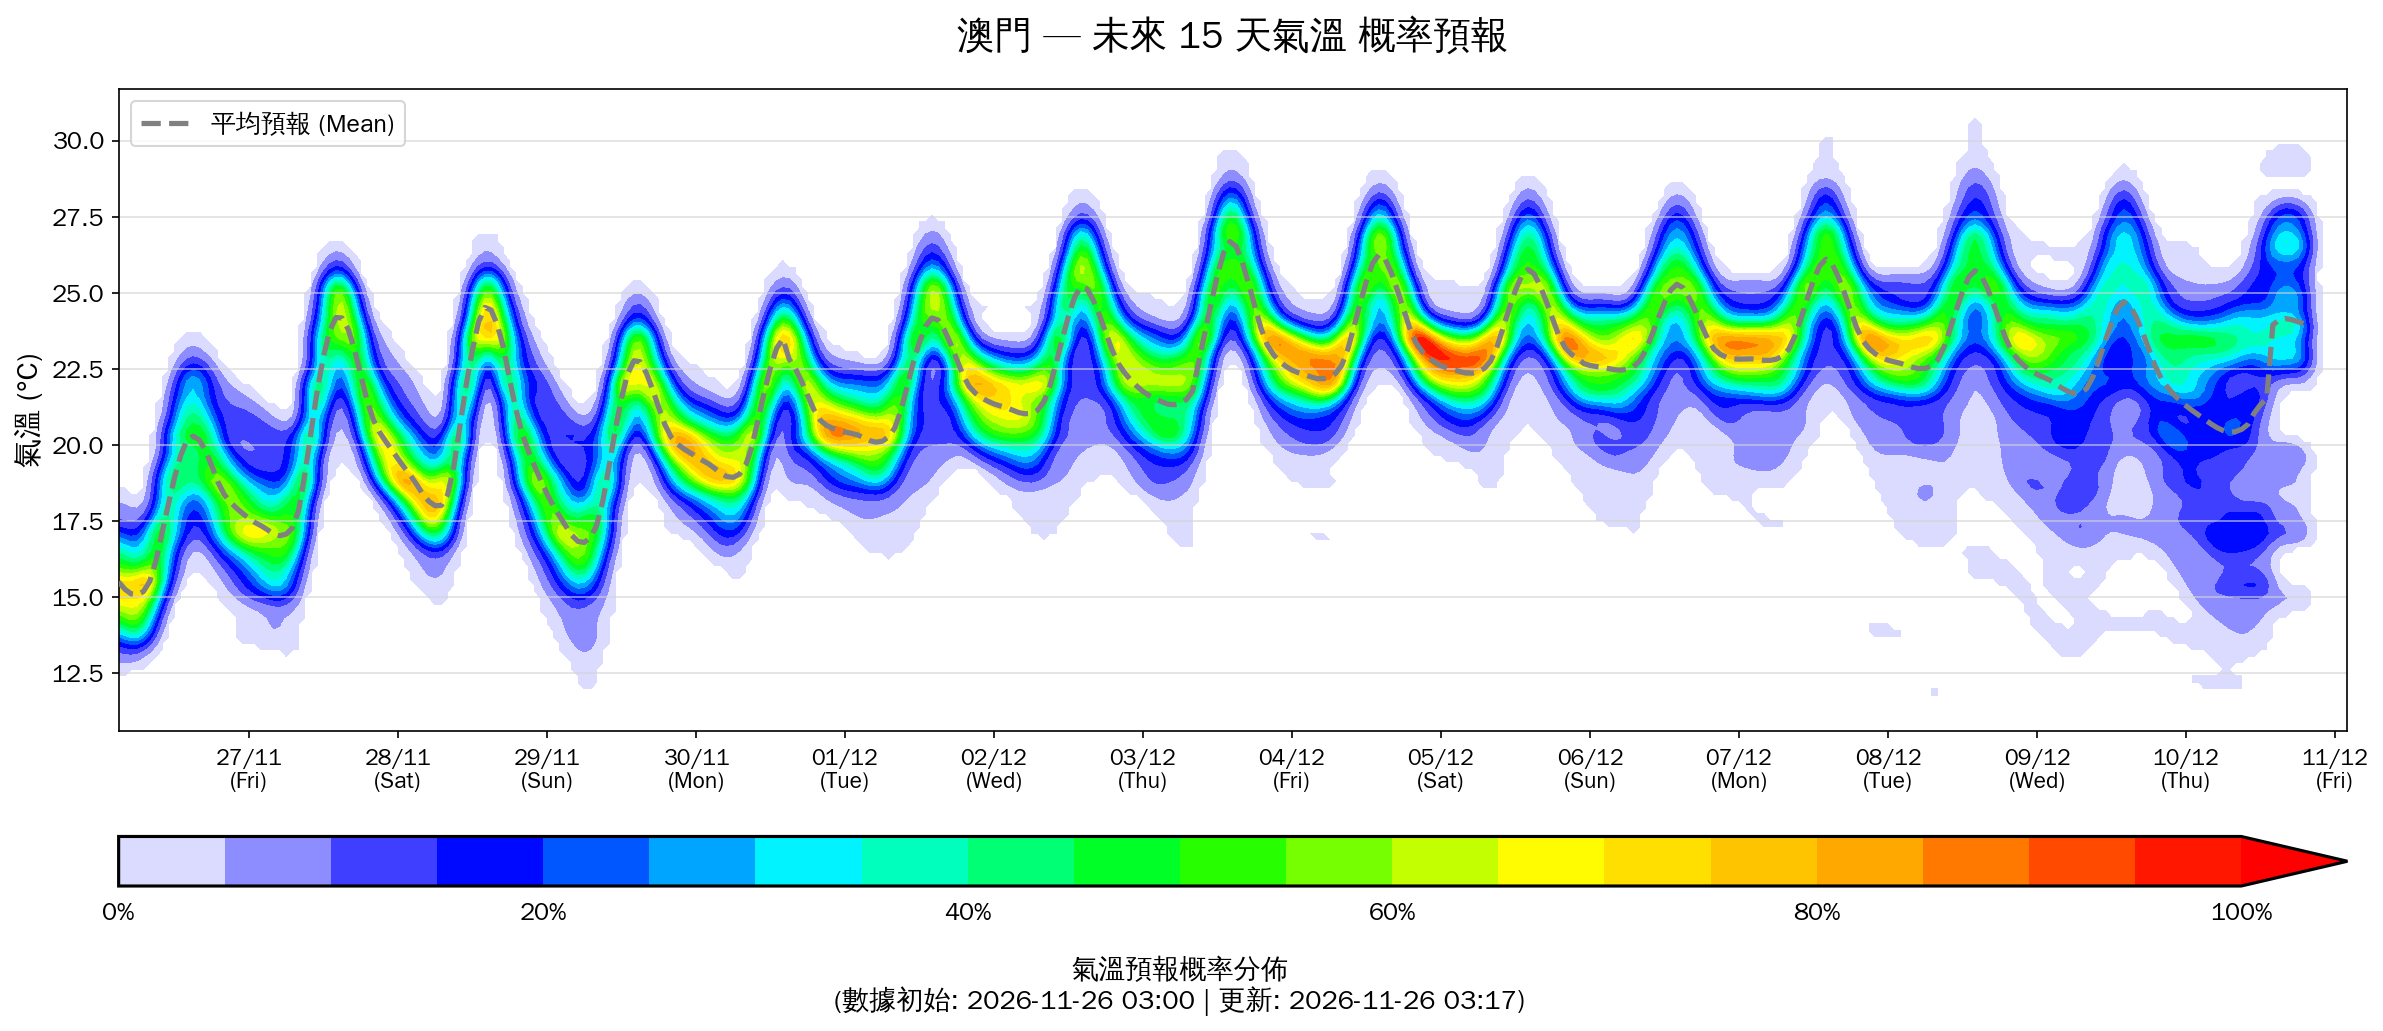 澳門 — 未來 15 天氣溫 概率預報
平均預報 (Mean)
氣溫 (°C)
30.0
27.5
25.0
22.5
20.0
17.5
15.0
12.5
27/11 28/11 29/11 30/11 01/12 02/12 03/12 04/12 05/12 06/12 07/12 08/12 09/12 10/12 11/12
(Fri) (Sat) (Sun) (Mon) (Tue) (Wed) (Thu) (Fri) (Sat) (Sun) (Mon) (Tue) (Wed) (Thu) (Fri)
0% 20% 40% 60% 80% 100%
氣溫預報概率分佈
(數據初始: 2026-11-26 03:00 | 更新: 2026-11-26 03:17)